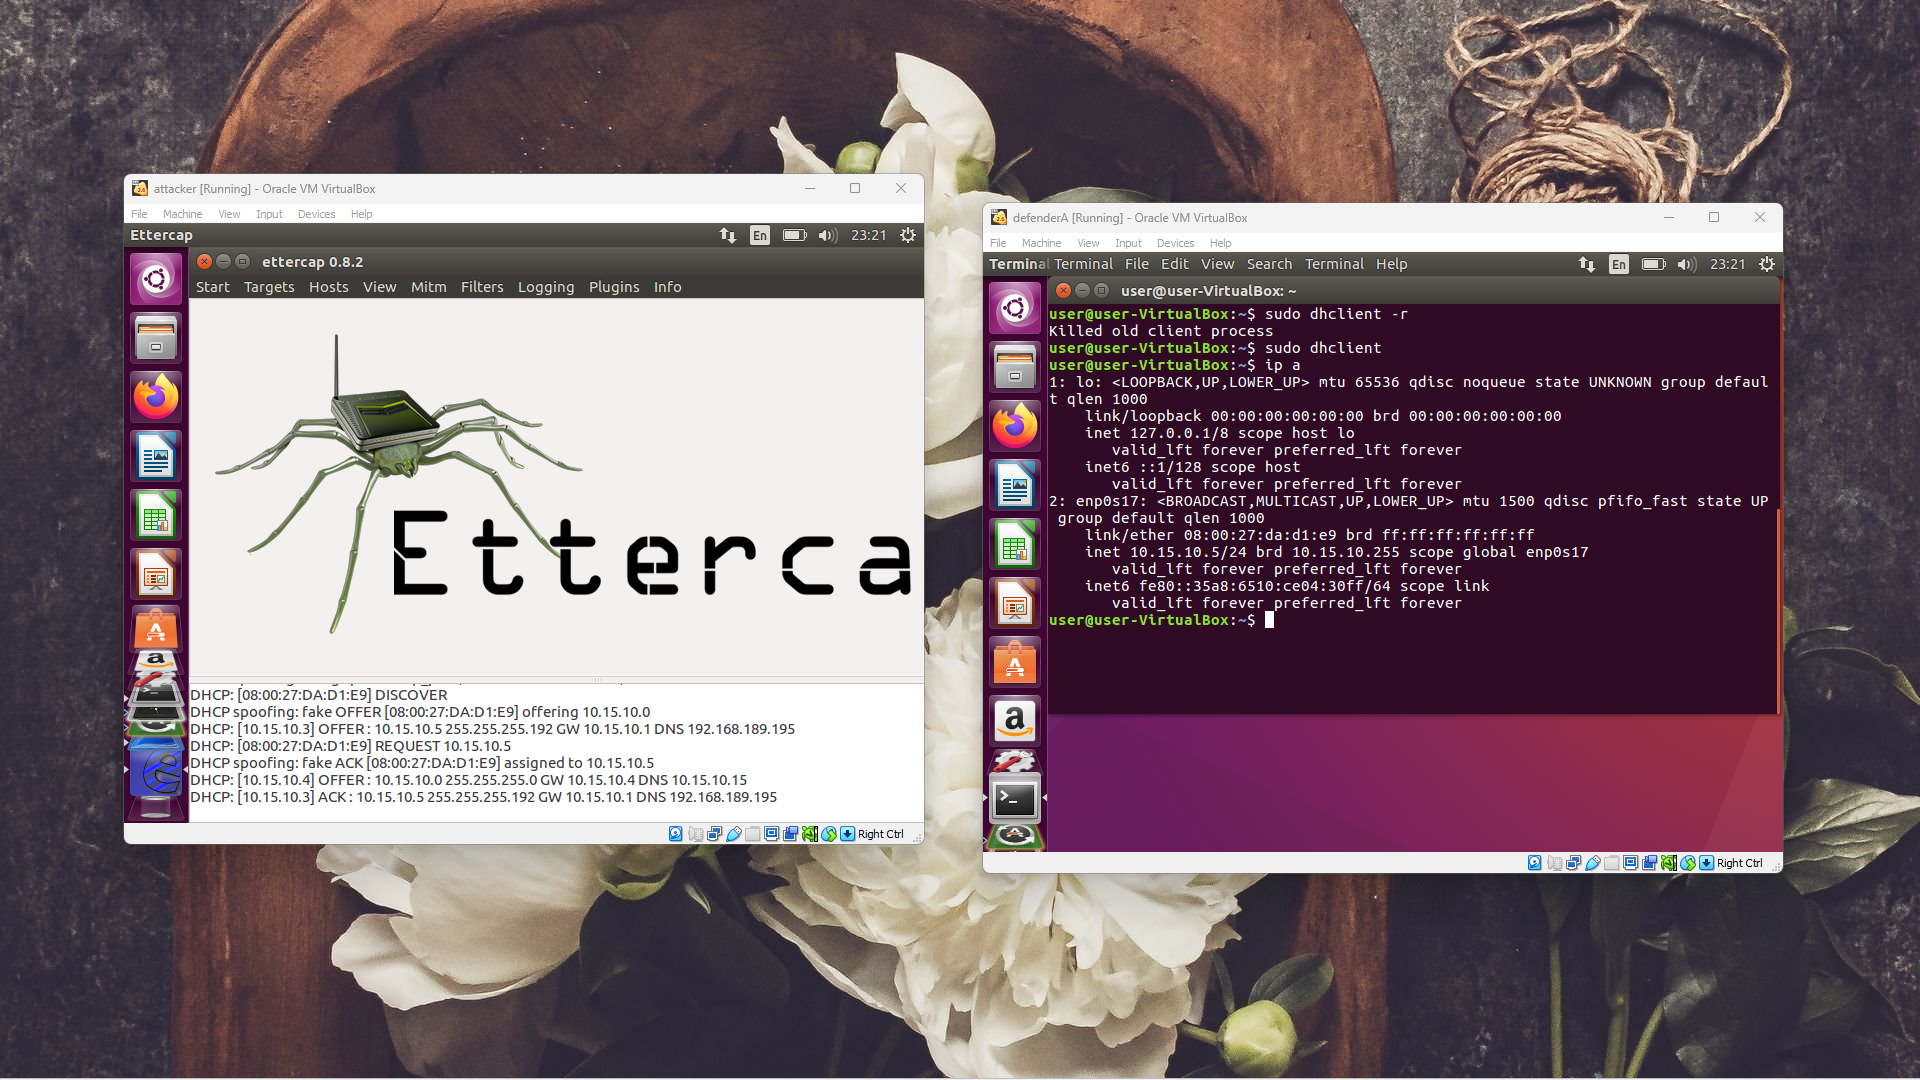 attacker [Running] - Oracle VM VirtualBox
File Machine View Input Devices Help
Ettercap
En
23:21
ettercap 0.8.2
Start Targets Hosts View Mitm Filters Logging Plugins Info
Etterca
DHCP: [08:00:27:DA:D1:E9] DISCOVER
DHCP spoofing: fake OFFER [08:00:27:DA:D1:E9] offering 10.15.10.0
DHCP: [10.15.10.3] OFFER : 10.15.10.5 255.255.255.192 GW 10.15.10.1 DNS 192.168.189.195
DHCP: [08:00:27:DA:D1:E9] REQUEST 10.15.10.5
DHCP spoofing: fake ACK [08:00:27:DA:D1:E9] assigned to 10.15.10.5
DHCP: [10.15.10.4] OFFER : 10.15.10.0 255.255.255.0 GW 10.15.10.4 DNS 10.15.10.15
DHCP: [10.15.10.3] ACK : 10.15.10.5 255.255.255.192 GW 10.15.10.1 DNS 192.168.189.195
Right Ctrl
defenderA [Running] - Oracle VM VirtualBox
File Machine View Input Devices Help
Terminal Terminal File Edit View Search Terminal Help
En
23:21
user@user-VirtualBox: ~
user@user-VirtualBox:~$ sudo dhclient -r
Killed old client process
user@user-VirtualBox:~$ sudo dhclient
user@user-VirtualBox:~$ ip a
1: lo: <LOOPBACK,UP,LOWER_UP> mtu 65536 qdisc noqueue state UNKNOWN group defaul
t qlen 1000
link/loopback 00:00:00:00:00:00 brd 00:00:00:00:00:00
inet 127.0.0.1/8 scope host lo
valid_lft forever preferred_lft forever
inet6 ::1/128 scope host
valid_lft forever preferred_lft forever
2: enp0s17: <BROADCAST,MULTICAST,UP,LOWER_UP> mtu 1500 qdisc pfifo_fast state UP
group default qlen 1000
link/ether 08:00:27:da:d1:e9 brd ff:ff:ff:ff:ff:ff
inet 10.15.10.5/24 brd 10.15.10.255 scope global enp0s17
valid_lft forever preferred_lft forever
inet6 fe80::35a8:6510:ce04:30ff/64 scope link
valid_lft forever preferred_lft forever
user@user-VirtualBox:~$
Right Ctrl